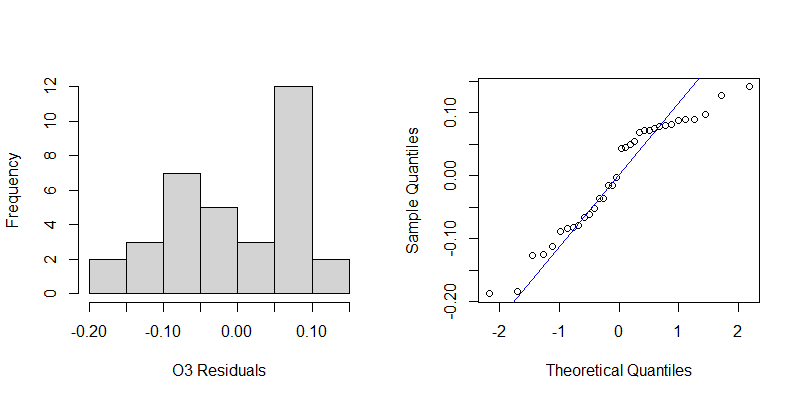 Frequency
0 2 4 6 8 10 12
-0.20 -0.10 0.00 0.10
O3 Residuals
Sample Quantiles
-0.20 -0.10 0.00 0.10
-2 -1 0 1 2
Theoretical Quantiles